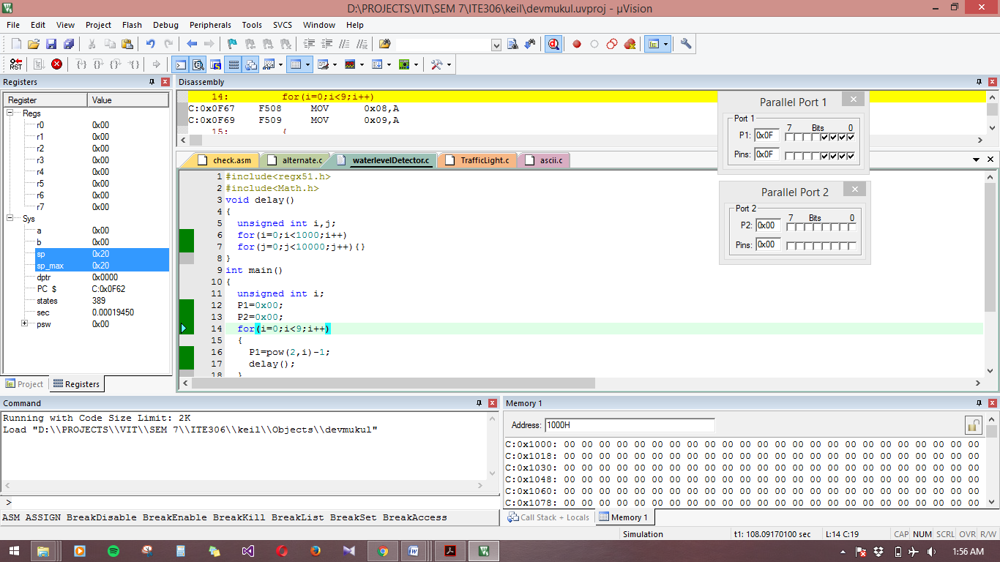 D:\PROJECTS\VIT\SEM 7\ITE306\keil\devmukul.uvproj - µVision
File Edit View Project Flash Debug Peripherals Tools SVCS Window Help
RST
Registers
Register Value
Regs
r0 0x00
r1 0x00
r2 0x00
r3 0x00
r4 0x00
r5 0x00
r6 0x00
r7 0x00
Sys
a 0x00
b 0x00
sp 0x20
sp_max 0x20
dptr 0x0000
PC $ C:0x0F62
states 389
sec 0.00019450
psw 0x00
Project Registers
Disassembly
14: for(i=0;i<9;i++)
C:0x0F67 F508 MOV 0x08,A
C:0x0F69 F509 MOV 0x09,A
15: {
Parallel Port 1
Port 1
7 Bits 0
P1: 0x0F
Pins: 0x0F
Parallel Port 2
Port 2
7 Bits 0
P2: 0x00
Pins: 0x00
check.asm alternate.c waterlevelDetector.c TrafficLight.c ascii.c
1 #include<regx51.h>
2 #include<Math.h>
3 void delay()
4 {
5 unsigned int i,j;
6 for(i=0;i<1000;i++)
7 for(j=0;j<10000;j++){}
8 }
9 int main()
10 {
11 unsigned int i;
12 P1=0x00;
13 P2=0x00;
14 for(i=0;i<9;i++)
15 {
16 P1=pow(2,i)-1;
17 delay();
18 }
Command
Running with Code Size Limit: 2K
Load "D:\\PROJECTS\\VIT\\SEM 7\\ITE306\\keil\\Objects\\devmukul"
>
ASM ASSIGN BreakDisable BreakEnable BreakKill BreakList BreakSet BreakAccess
Memory 1
Address: 1000H
C:0x1000: 00 00 00 00 00 00 00 00 00 00 00 00 00 00 00 00 00 00 00 00 00 00 00 00
C:0x1018: 00 00 00 00 00 00 00 00 00 00 00 00 00 00 00 00 00 00 00 00 00 00 00 00
C:0x1030: 00 00 00 00 00 00 00 00 00 00 00 00 00 00 00 00 00 00 00 00 00 00 00 00
C:0x1048: 00 00 00 00 00 00 00 00 00 00 00 00 00 00 00 00 00 00 00 00 00 00 00 00
C:0x1060: 00 00 00 00 00 00 00 00 00 00 00 00 00 00 00 00 00 00 00 00 00 00 00 00
C:0x1078: 00 00 00 00 00 00 00 00 00 00 00 00 00 00 00 00 00 00 00 00 00 00 00 00
Call Stack + Locals Memory 1
Simulation t1: 108.09170100 sec L:14 C:19 CAP NUM SCRL OVR R/W
1:56 AM